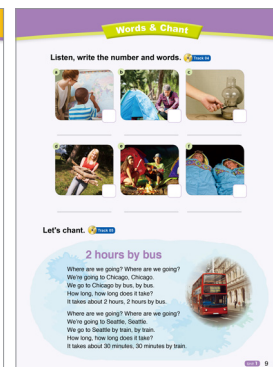 Words & Chant
Listen, write the number and words. Track 04
a
b
c
d
e
f
Let's chant.
2 hours by bus
Where are we going? Where are we going?
We're going to Chicago, Chicago.
We go to Chicago by bus, by bus.
How long, how long does it take?
It takes about 2 hours, 2 hours by bus.
Where are we going? Where are we going?
We're going to Seattle, Seattle.
We go to Seattle by train, by train.
How long, how long does it take?
It takes about 30 minutes, 30 minutes by train.
9